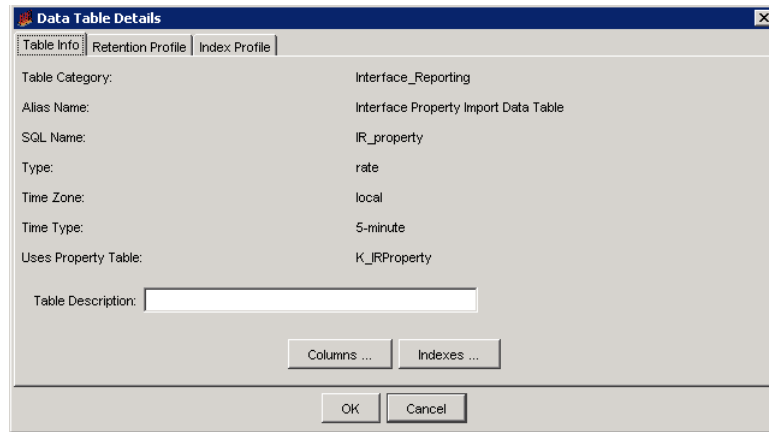 Data Table Details
Table Info Retention Profile Index Profile
Table Category: Interface_Reporting
Alias Name: Interface Property Import Data Table
SQL Name: IR_property
Type: rate
Time Zone: local
Time Type: 5-minute
Uses Property Table: K_IRProperty
Table Description:
Columns ... Indexes ...
OK Cancel